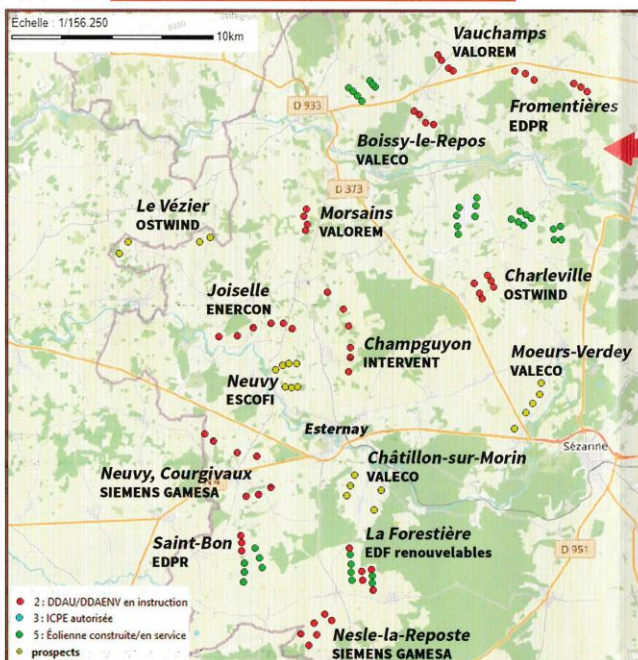 Échelle : 1/156.250
10km
Vauchamps
VALOREM
D 933
Fromentières
EDPR
Boissy-le-Repos
VALECO
D 373
Le Vézier
OSTWIND
Morsains
VALOREM
Charleville
OSTWIND
Joiselle
ENERCON
Champguyon
INTERVENT
Moeurs-Verdey
VALECO
Neuvy
ESCOFI
Esternay
Sézanne
Châtillon-sur-Morin
VALECO
Neuvy, Courgivaux
SIEMENS GAMESA
Saint-Bon
EDPR
La Forestière
EDF renouvelables
D 951
2 : DDAU/DDAENV en instruction
3 : ICPE autorisée
5 : Éolienne construite/en service
prospects
Nesle-la-Reposte
SIEMENS GAMESA